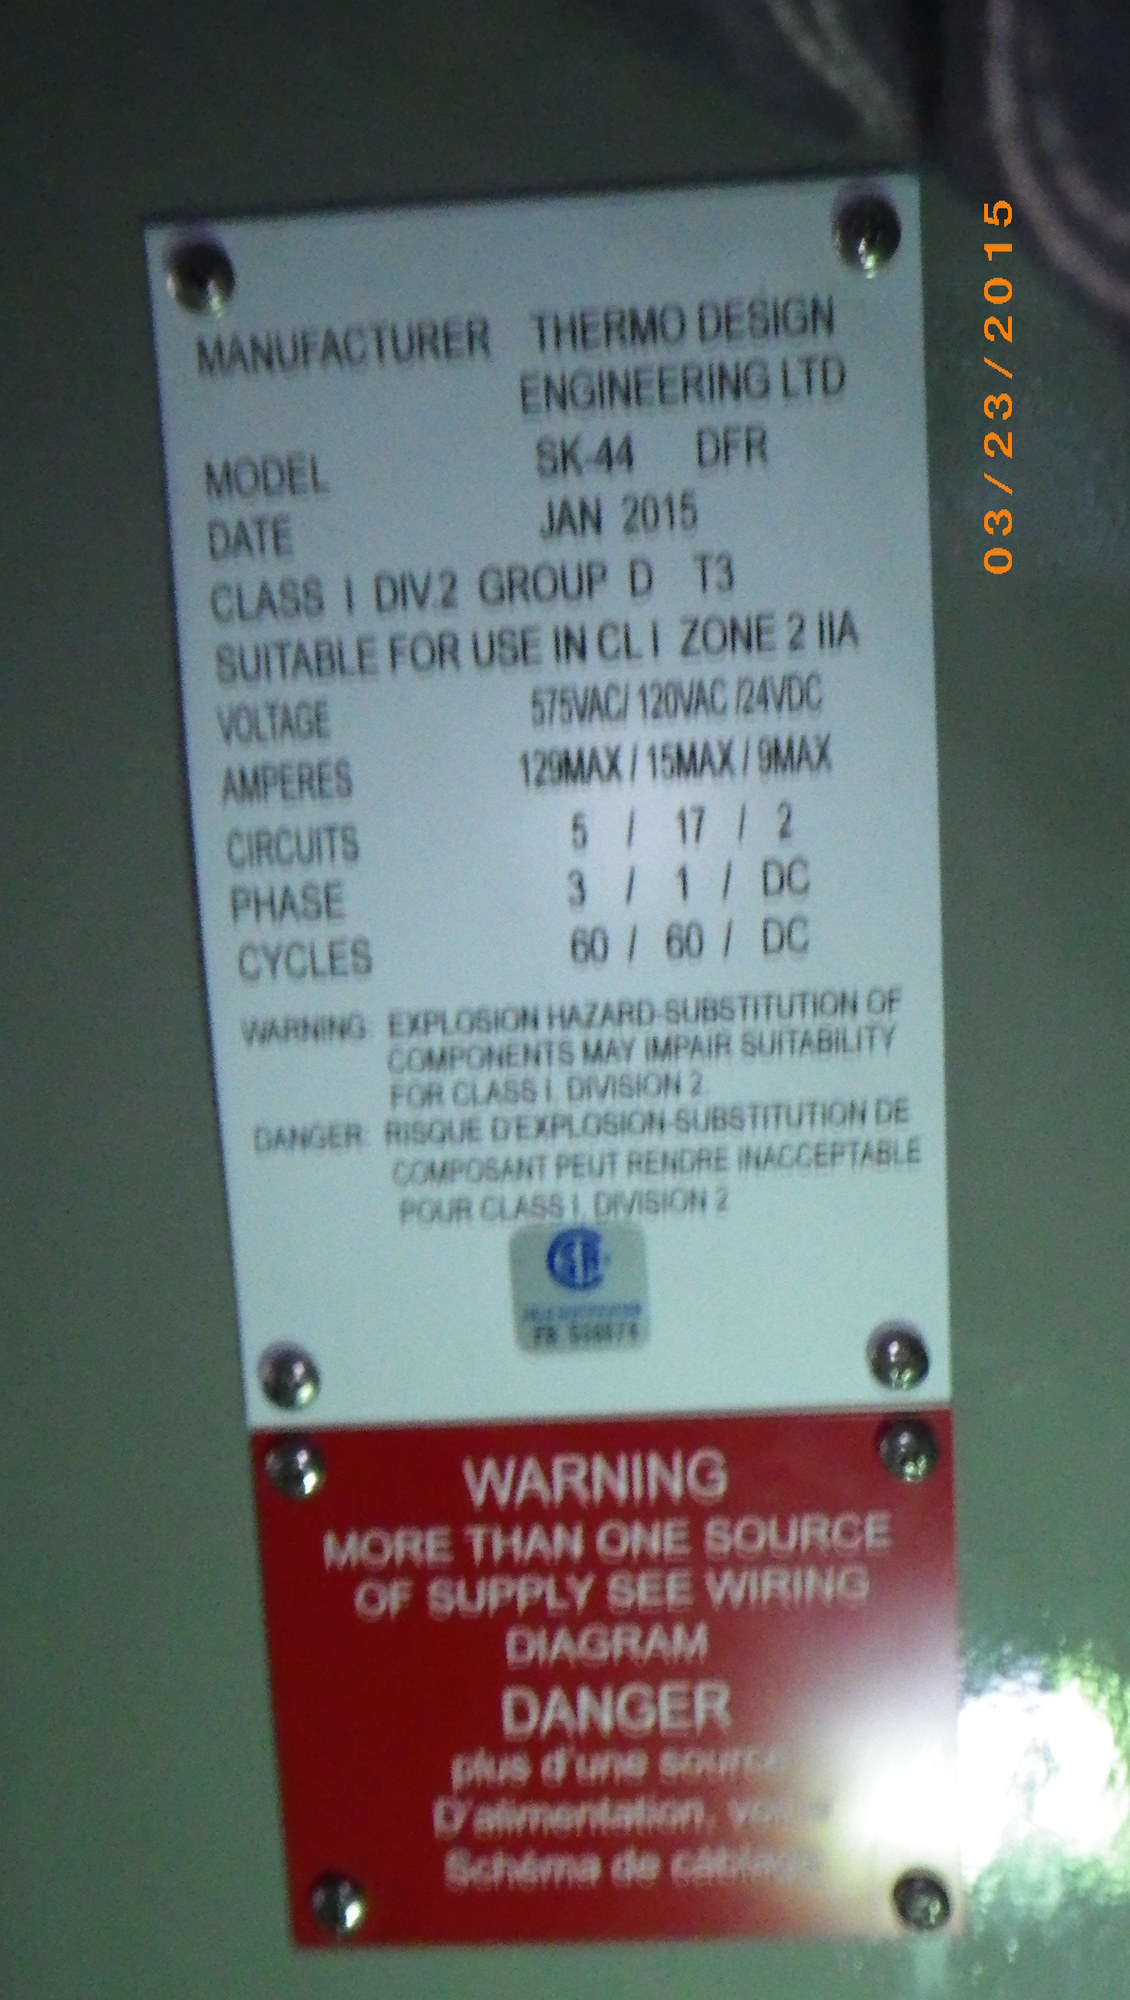 MANUFACTURER THERMO DESIGN
ENGINEERING LTD
MODEL SK-44 DFR
DATE JAN 2015
CLASS I DIV.2 GROUP D T3
SUITABLE FOR USE IN CL I ZONE 2 IIA
VOLTAGE 575VAC/ 120VAC /24VDC
AMPERES 129MAX / 15MAX / 9MAX
CIRCUITS 5 / 17 / 2
PHASE 3 / 1 / DC
CYCLES 60 / 60 / DC
WARNING: EXPLOSION HAZARD-SUBSTITUTION OF
COMPONENTS MAY IMPAIR SUITABILITY
FOR CLASS I, DIVISION 2.
DANGER: RISQUE D'EXPLOSION-SUBSTITUTION DE
COMPOSANT PEUT RENDRE INACCEPTABLE
POUR CLASS I, DIVISION 2
WARNING
MORE THAN ONE SOURCE
OF SUPPLY SEE WIRING
DIAGRAM
DANGER
plus d'une source
D'alimentation,
Schéma de
03/23/2015